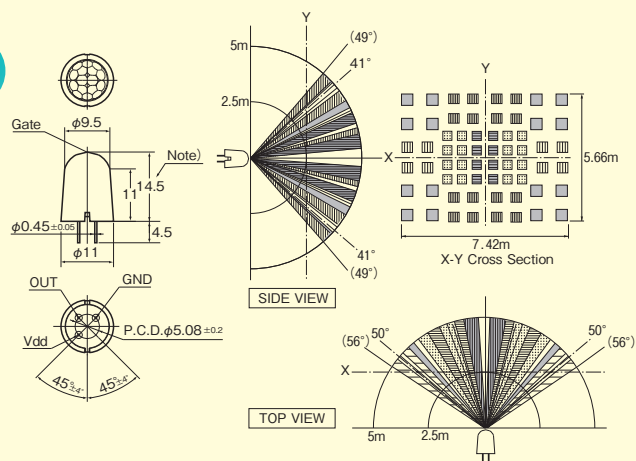 φ9.5
Gate
Note)
11
14.5
φ0.45±0.05
4.5
φ11
OUT
GND
Vdd
P.C.D.φ5.08 ±0.2
45°±4°
45°±4°
Y
5m
(49°)
41°
2.5m
X
41°
(49°)
SIDE VIEW
Y
X
5.66m
7.42m
X-Y Cross Section
50°
(56°)
50°
(56°)
X
TOP VIEW
5m
2.5m